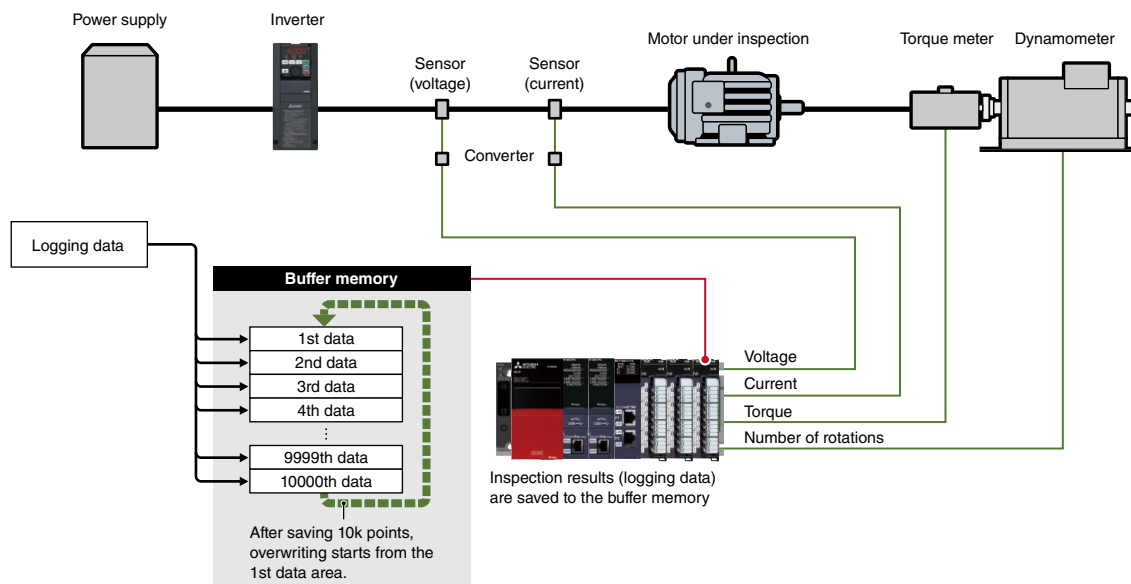 Power supply
Inverter
Sensor
(voltage)
Sensor
(current)
Motor under inspection
Torque meter
Dynamometer
Converter
Logging data
Buffer memory
1st data
2nd data
3rd data
4th data
9999th data
10000th data
After saving 10k points,
overwriting starts from the
1st data area.
Voltage
Current
Torque
Number of rotations
Inspection results (logging data)
are saved to the buffer memory